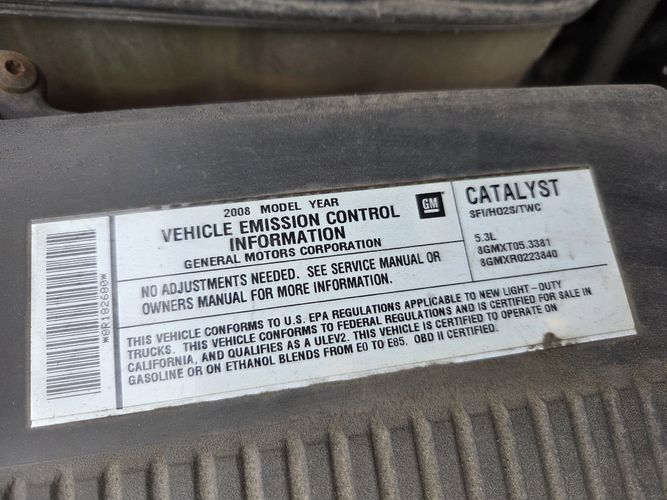 2008 MODEL YEAR
VEHICLE EMISSION CONTROL
INFORMATION
GENERAL MOTORS CORPORATION
GM
CATALYST
SFI/HO2S/TWC
5.3L
8GMXT05.3381
8GMXR0223840
NO ADJUSTMENTS NEEDED. SEE SERVICE MANUAL OR
OWNERS MANUAL FOR MORE INFORMATION.
THIS VEHICLE CONFORMS TO U.S. EPA REGULATIONS APPLICABLE TO NEW LIGHT-DUTY
TRUCKS. THIS VEHICLE CONFORMS TO FEDERAL REGULATIONS AND IS CERTIFIED FOR SALE IN
CALIFORNIA, AND QUALIFIES AS A ULEV2. THIS VEHICLE IS CERTIFIED TO OPERATE ON
GASOLINE OR ON ETHANOL BLENDS FROM E0 TO E85. OBD II CERTIFIED.
W8R182680W